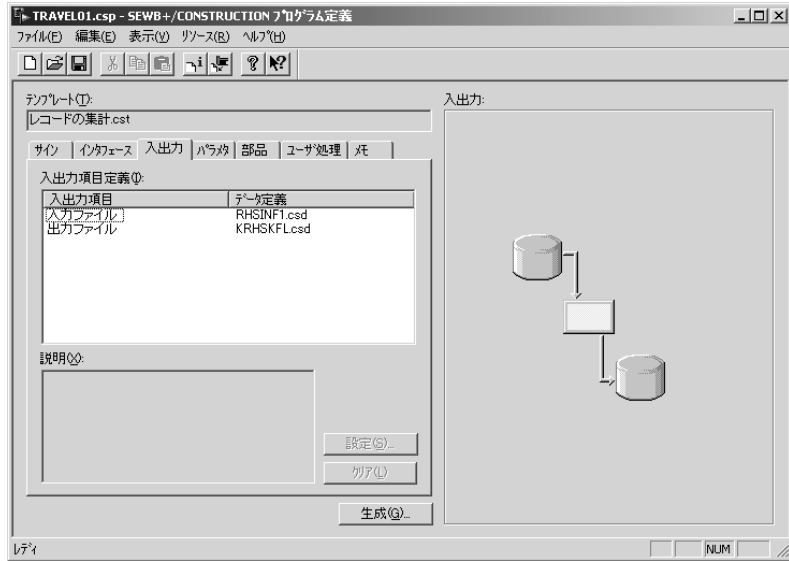 TRAVEL01.csp - SEWB+/CONSTRUCTION ﾌﾟﾛｸﾞﾗﾑ定義
ﾌｧｲﾙ(F) 編集(E) 表示(V) ﾘｿｰｽ(R) ﾍﾙﾌﾟ(H)
ﾃﾝﾌﾟﾚｰﾄ(T):
レコードの集計.cst
ｻｲﾝ ｲﾝﾀﾌｪｰｽ 入出力 ﾊﾟﾗﾒﾀ 部品 ﾕｰｻﾞ処理 ﾒﾓ
入出力項目定義(I):
入出力項目 ﾃﾞｰﾀ定義
入力ファイル RHSINF1.csd
出力ファイル KRHSKFL.csd
説明(X):
設定(S)...
ｸﾘｱ(L)
生成(G)...
入出力:
ﾚﾃﾞｨ
NUM